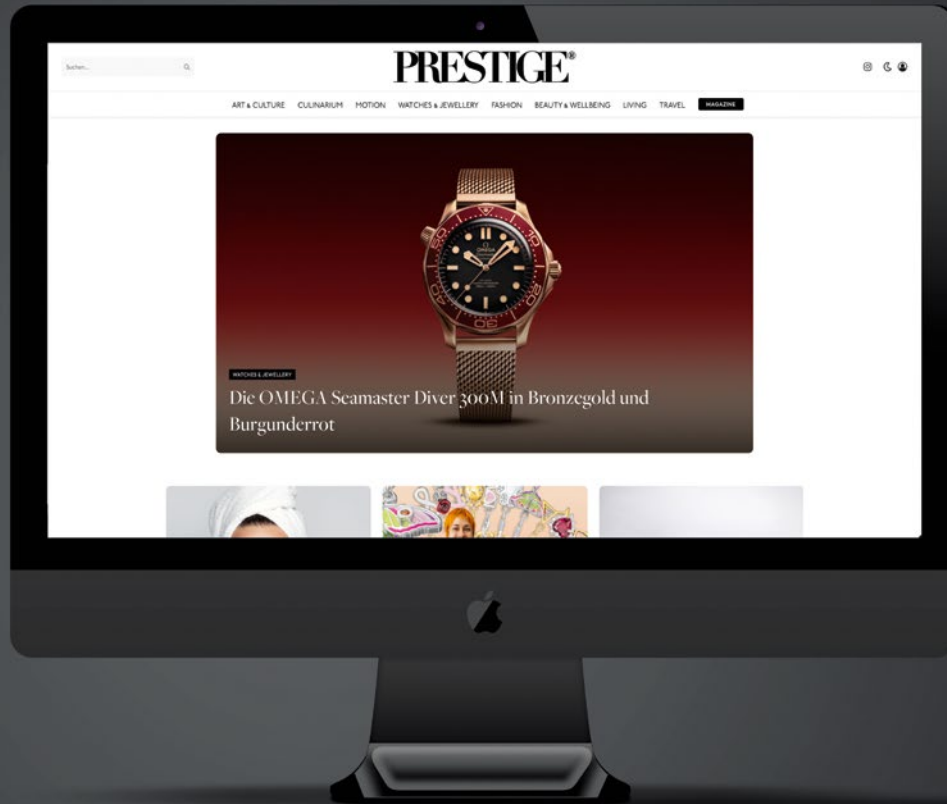 Suchen...
PRESTIGE®
ART & CULTURE CULINARIUM MOTION WATCHES & JEWELLERY FASHION BEAUTY & WELLBEING LIVING TRAVEL MAGAZINE
OMEGA
WATCHES & JEWELLERY
Die OMEGA Seamaster Diver 300M in Bronzegold und
Burgunderrot